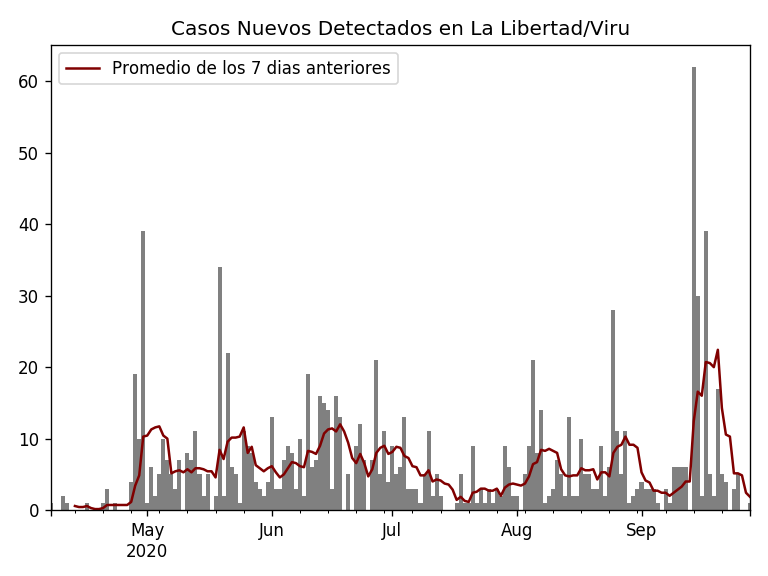 Casos Nuevos Detectados en La Libertad/Viru
Promedio de los 7 dias anteriores
60
50
40
30
20
10
0
May Jun Jul Aug Sep
2020